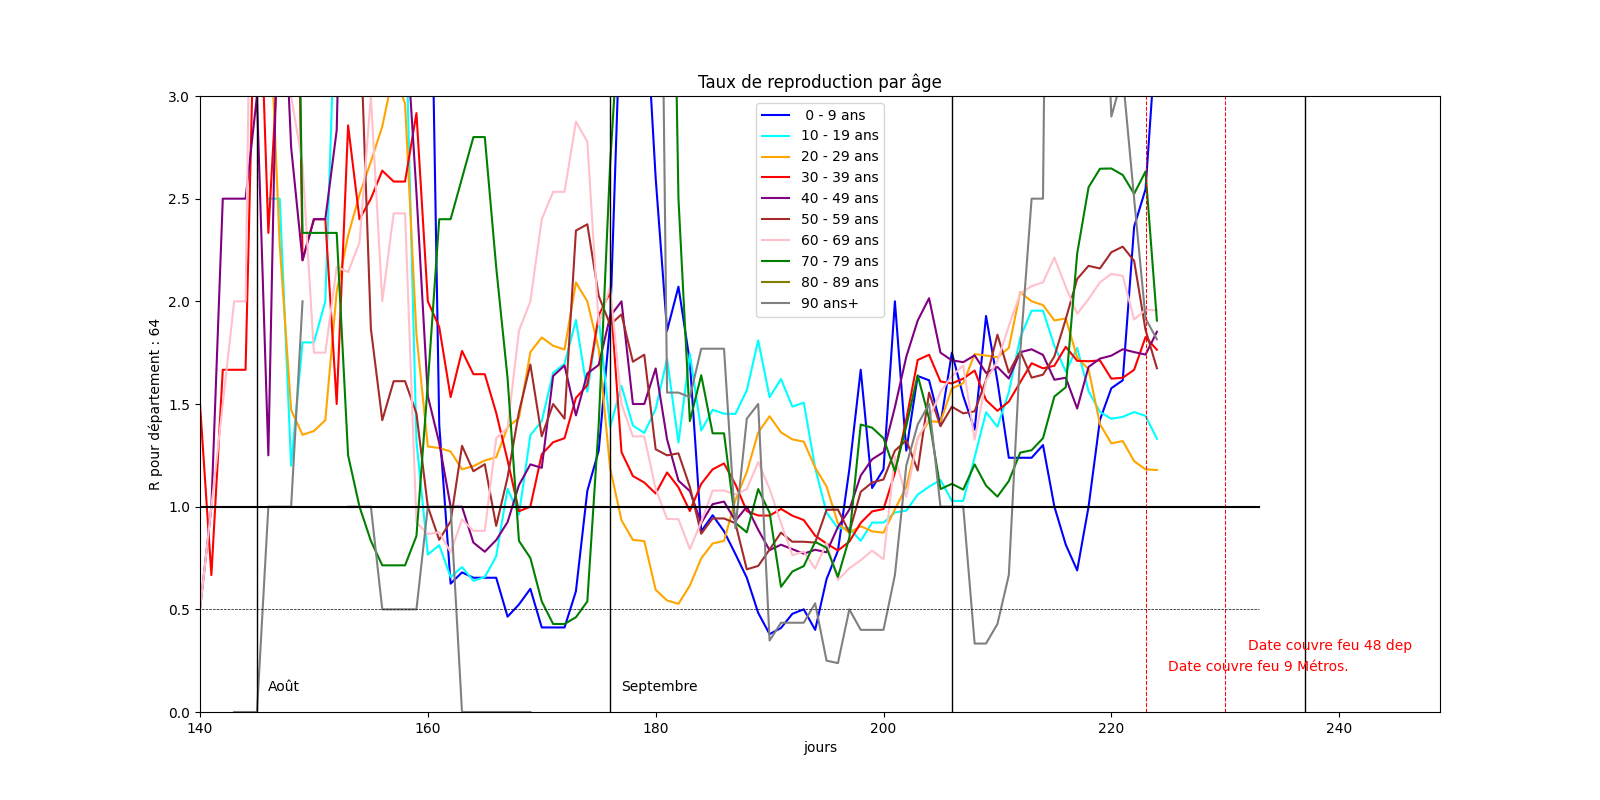 Taux de reproduction par âge
R pour département : 64
3.0
2.5
2.0
1.5
1.0
0.5
0.0
0 - 9 ans
10 - 19 ans
20 - 29 ans
30 - 39 ans
40 - 49 ans
50 - 59 ans
60 - 69 ans
70 - 79 ans
80 - 89 ans
90 ans+
Date couvre feu 48 dep
Date couvre feu 9 Métros.
Août
Septembre
140 160 180 200 220 240
jours